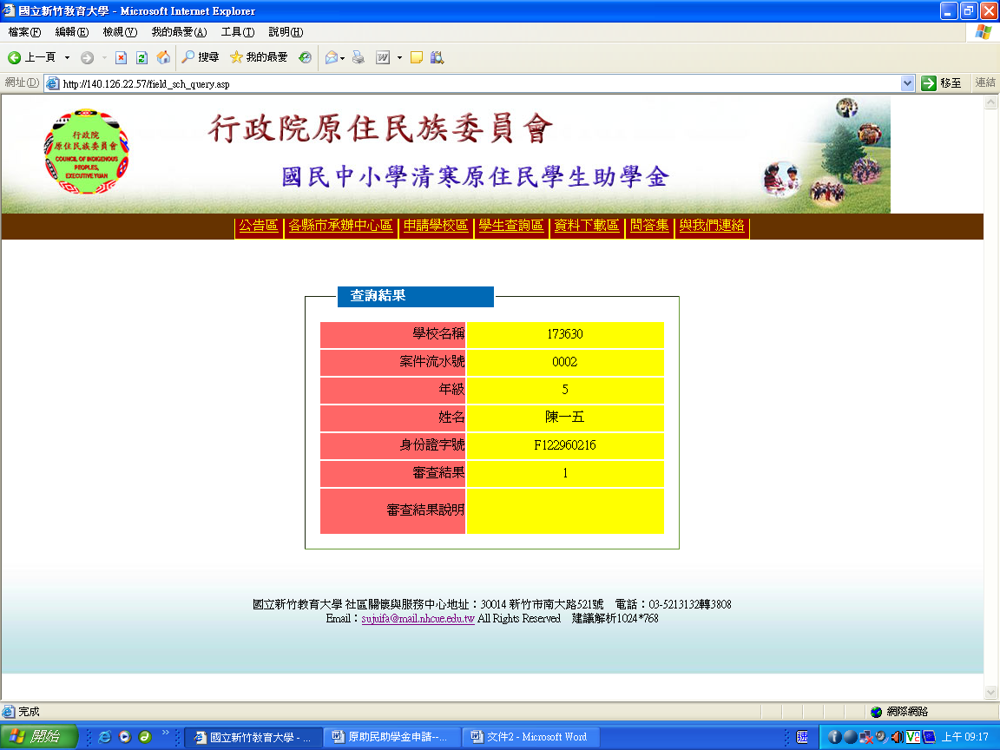 國立新竹教育大學 - Microsoft Internet Explorer
檔案(F) 編輯(E) 檢視(V) 我的最愛(A) 工具(T) 說明(H)
上一頁 搜尋 我的最愛
網址(D) http://140.126.22.57/field_sch_query.asp 移至 連結
行政院
原住民族委員會
COUNCIL OF INDIGENOUS
PEOPLES,
EXECUTIVE YUAN
行政院原住民族委員會
國民中小學清寒原住民學生助學金
公告區 各縣市承辦中心區 申請學校區 學生查詢區 資料下載區 問答集 與我們連絡
查詢結果
學校名稱 173630
案件流水號 0002
年級 5
姓名 陳一五
身份證字號 F122960216
審查結果 1
審查結果說明
國立新竹教育大學 社區關懷與服務中心地址：30014 新竹市南大路521號 電話：03-5213132轉3808
Email：sujuifa@mail.nhcue.edu.tw All Rights Reserved 建議解析1024*768
完成 網際網路
開始 國立新竹教育大學 - ... 原助民助學金申請--... 文件2 - Microsoft Word 上午 09:17